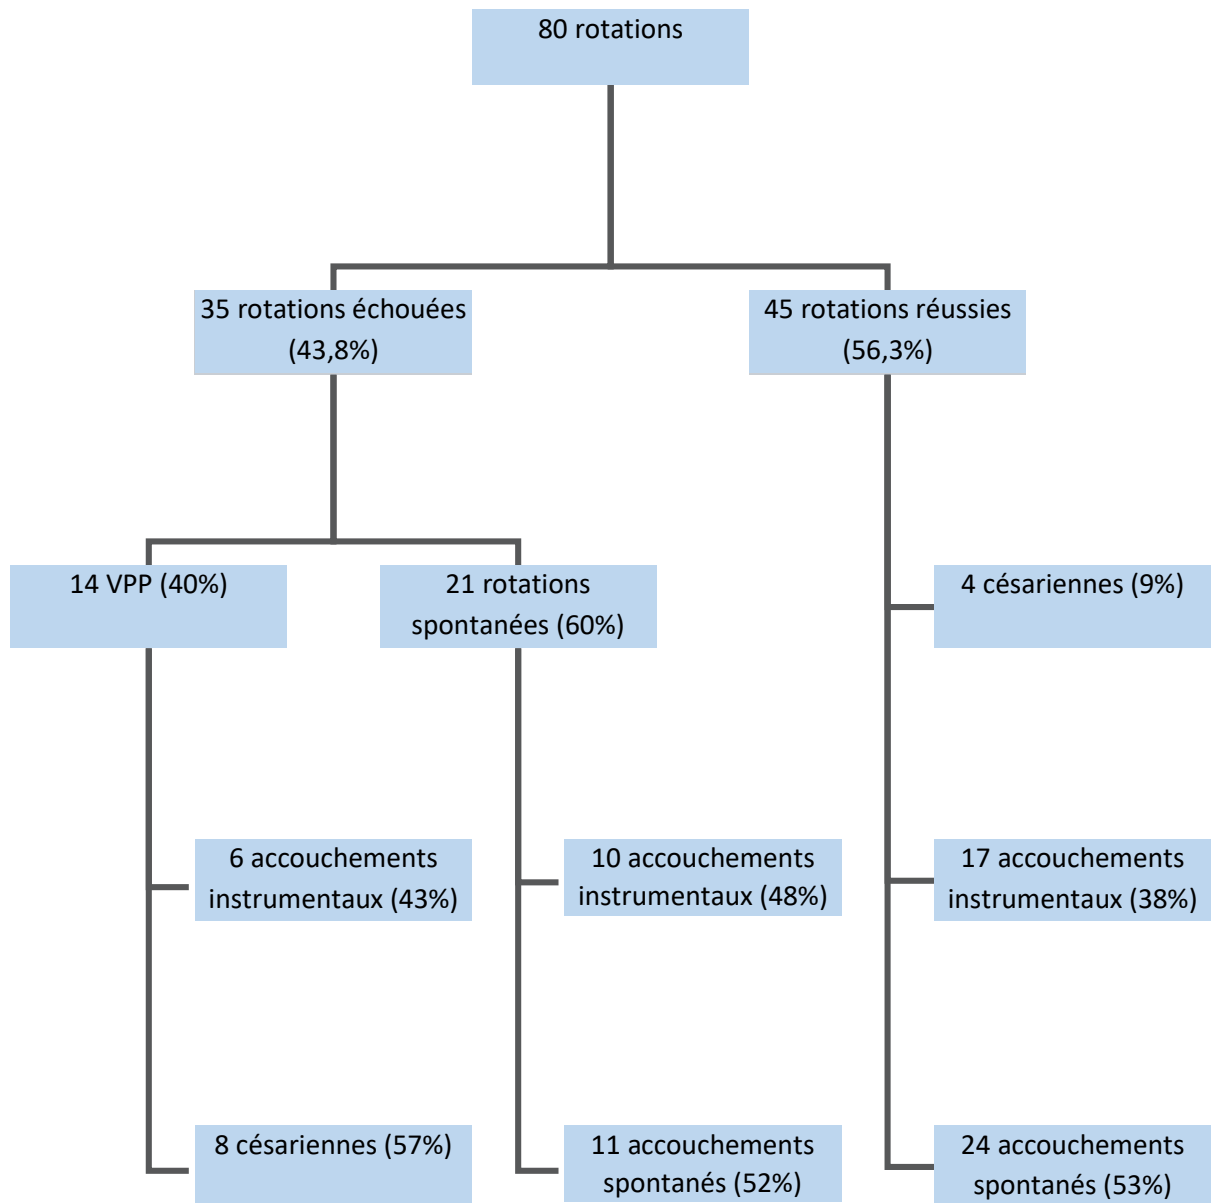 80 rotations
35 rotations échouées
(43,8%)
45 rotations réussies
(56,3%)
14 VPP (40%)
21 rotations
spontanées (60%)
4 césariennes (9%)
6 accouchements
instrumentaux (43%)
10 accouchements
instrumentaux (48%)
17 accouchements
instrumentaux (38%)
8 césariennes (57%)
11 accouchements
spontanés (52%)
24 accouchements
spontanés (53%)